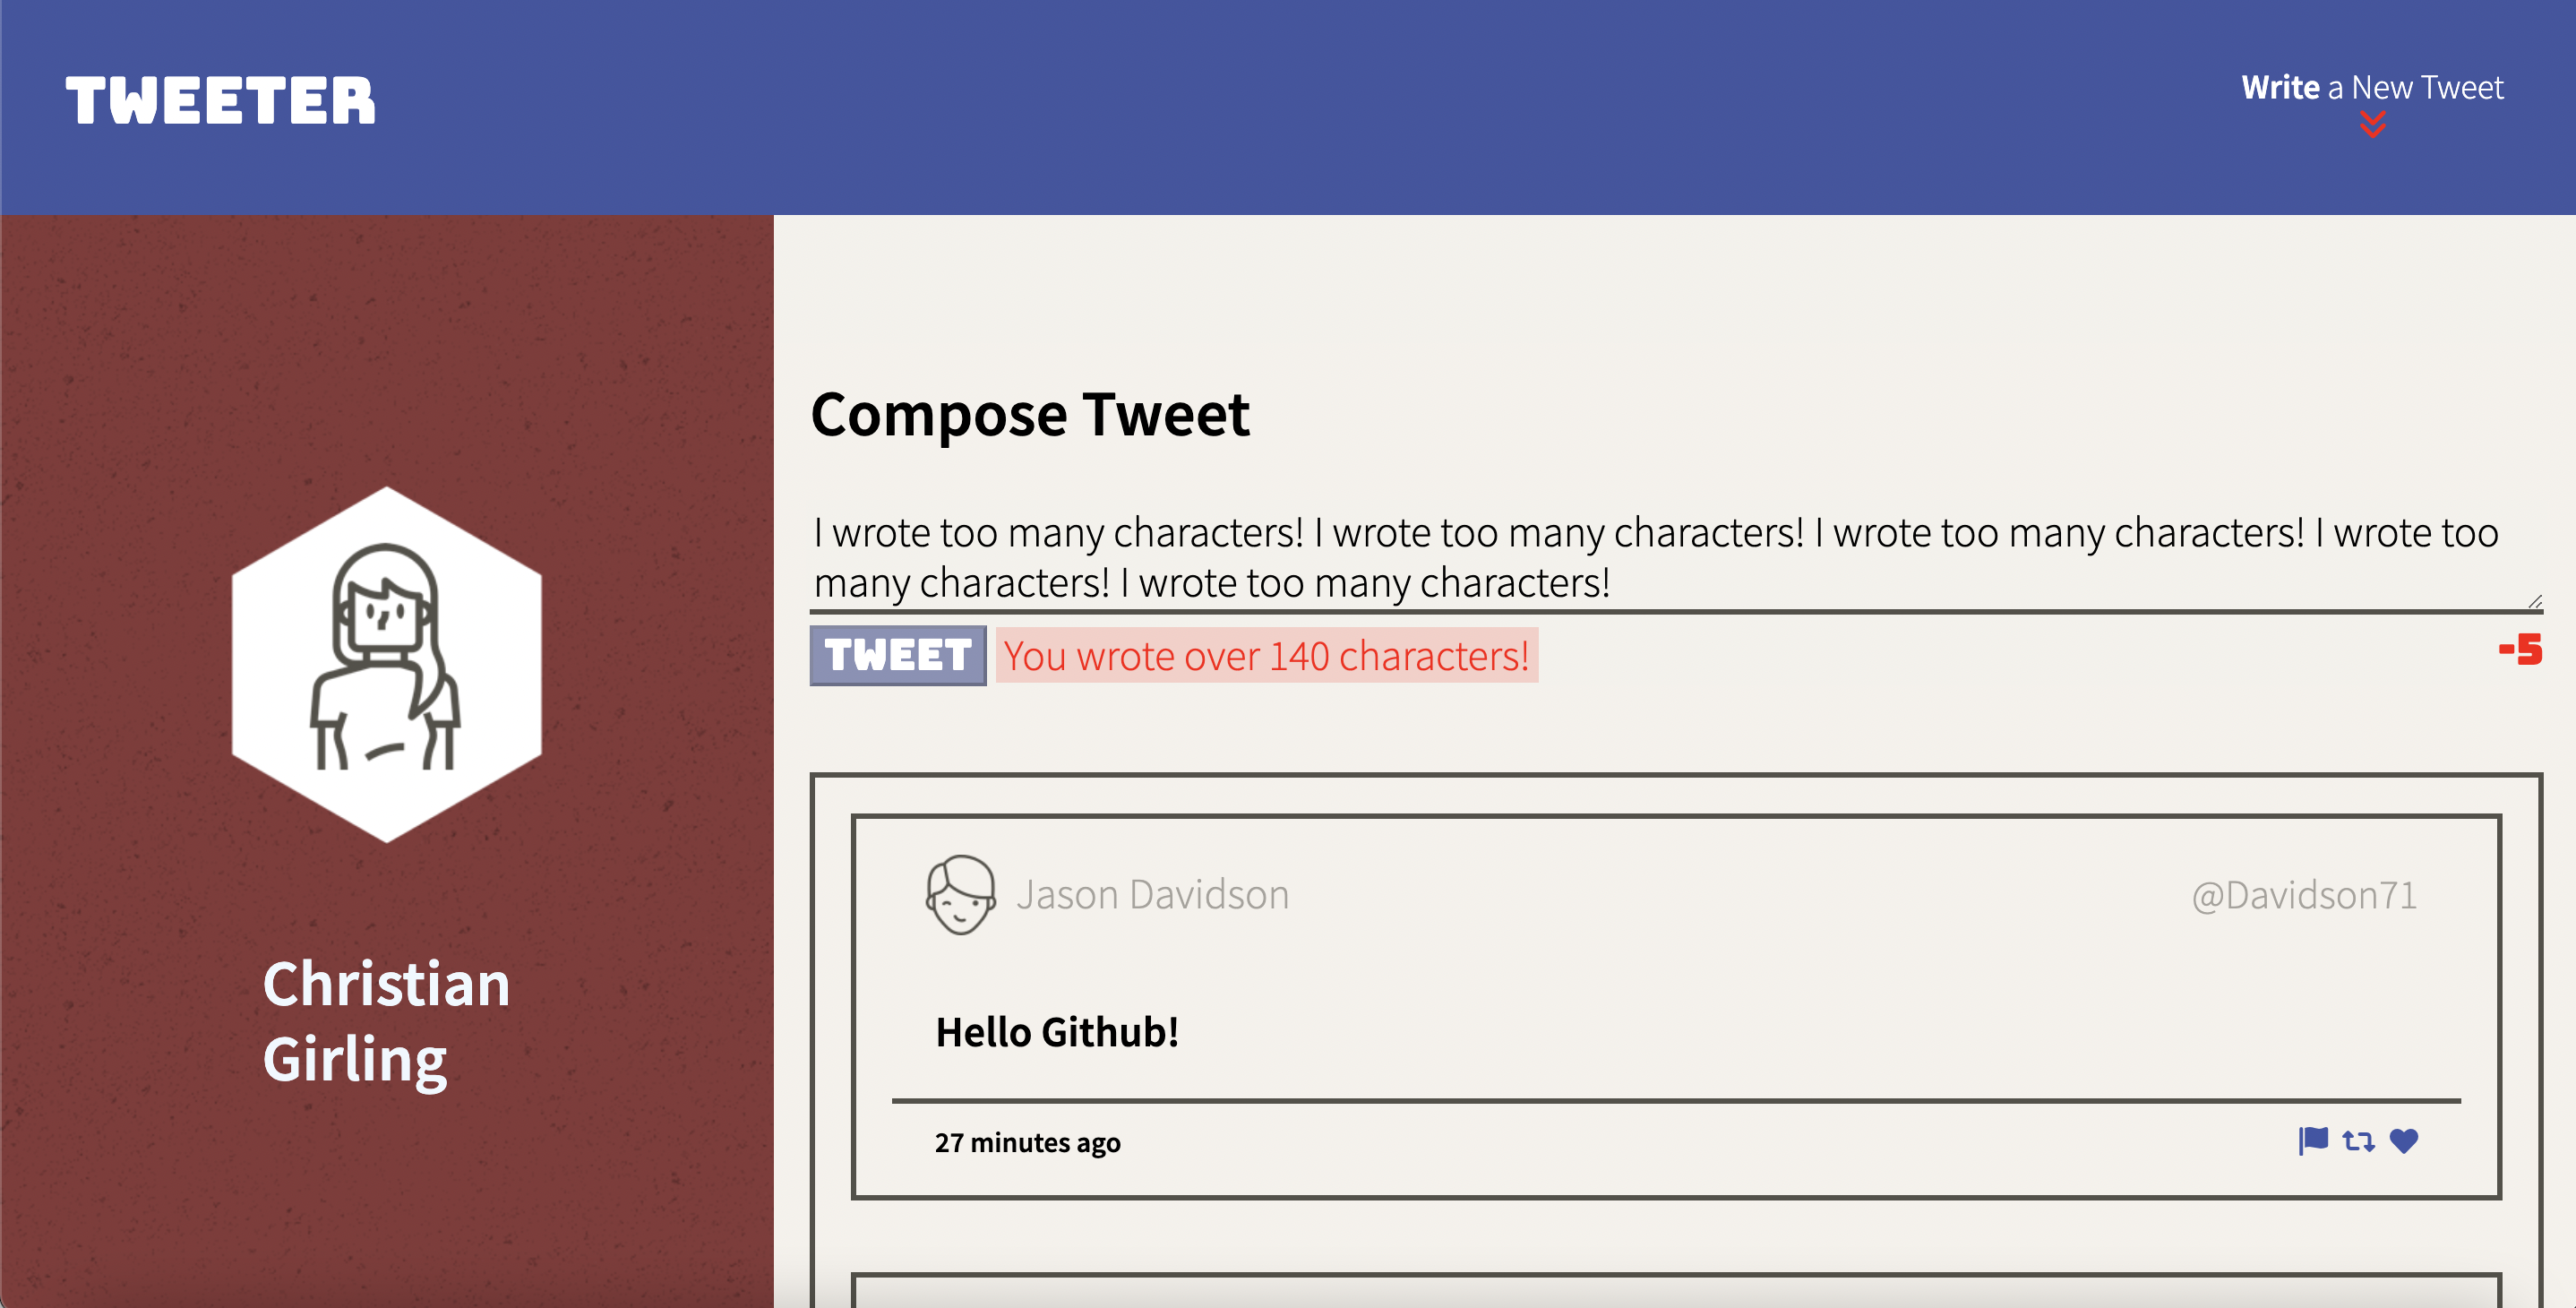 TWEETER
Write a New Tweet
Compose Tweet
I wrote too many characters! I wrote too many characters! I wrote too many characters! I wrote too
many characters! I wrote too many characters!
TWEET
You wrote over 140 characters!
-5
Christian
Girling
Jason Davidson
@Davidson71
Hello Github!
27 minutes ago